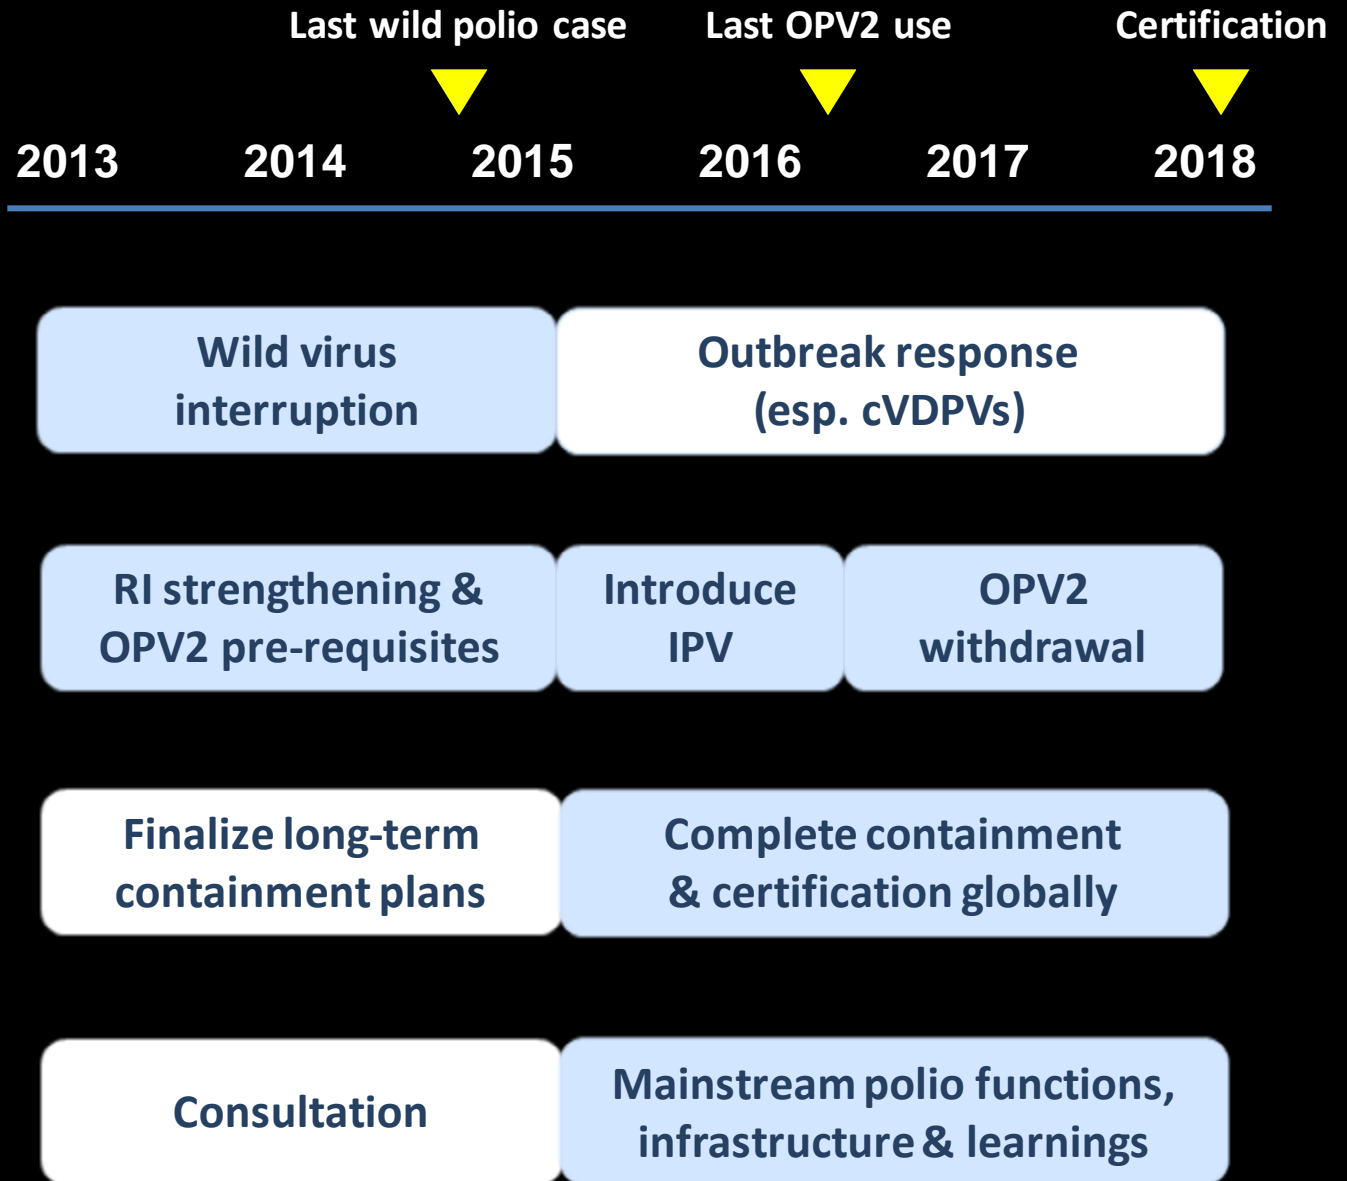 Last wild polio case Last OPV2 use Certification
2013 2014 2015 2016 2017 2018
Wild virus
interruption
Outbreak response
(esp. cVDPVs)
RI strengthening &
OPV2 pre-requisites
Introduce
IPV
OPV2
withdrawal
Finalize long-term
containment plans
Complete containment
& certification globally
Consultation
Mainstream polio functions,
infrastructure & learnings